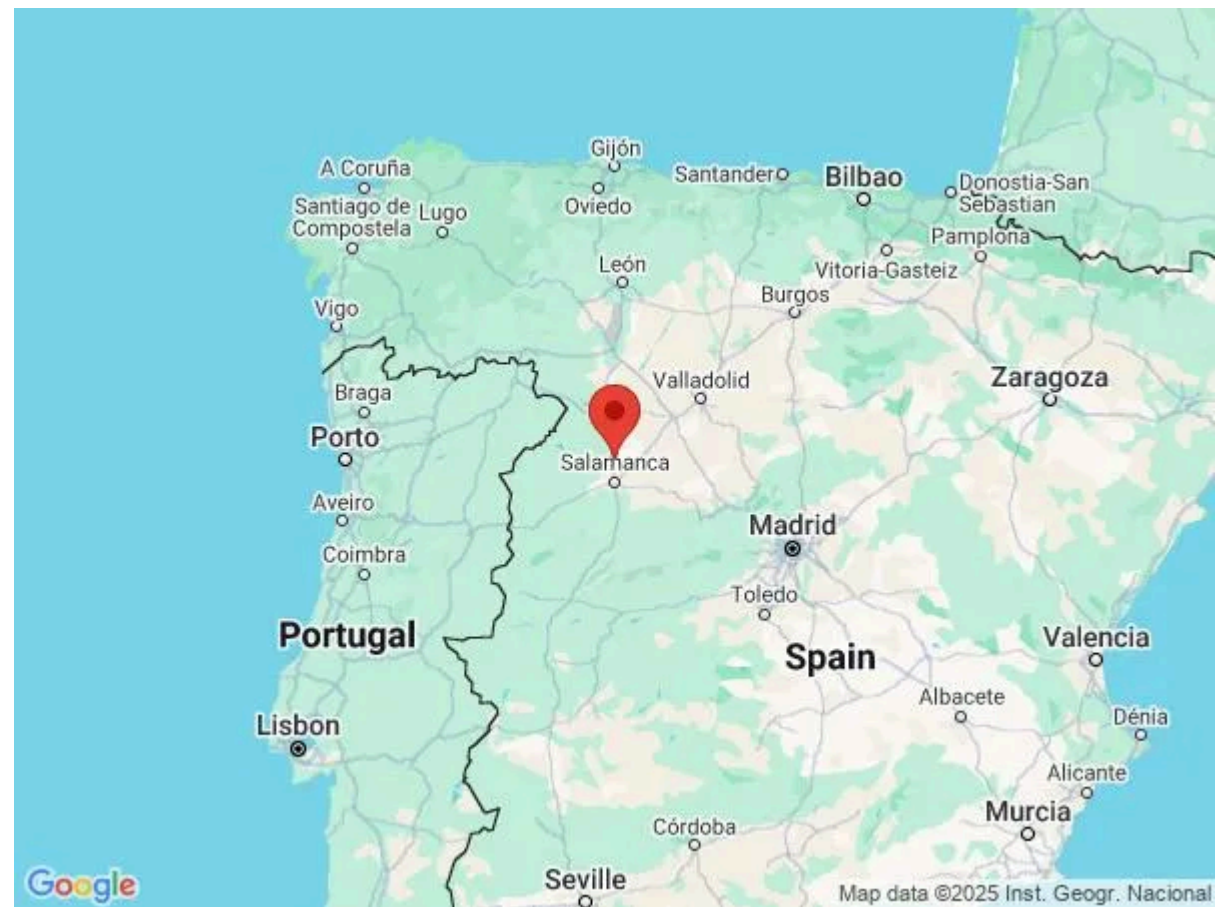 Gijón
A Coruña
Santander
Bilbao
Donostia-San
Sebastian
Santiago de
Compostela
Lugo
Oviedo
Pamplona
León
Vitoria-Gasteiz
Burgos
Vigo
Valladolid
Zaragoza
Braga
Porto
Salamanca
Aveiro
Madrid
Coimbra
Toledo
Portugal
Spain
Valencia
Albacete
Lisbon
Dénia
Alicante
Murcia
Córdoba
Seville
Google
Map data ©2025 Inst. Geogr. Nacional